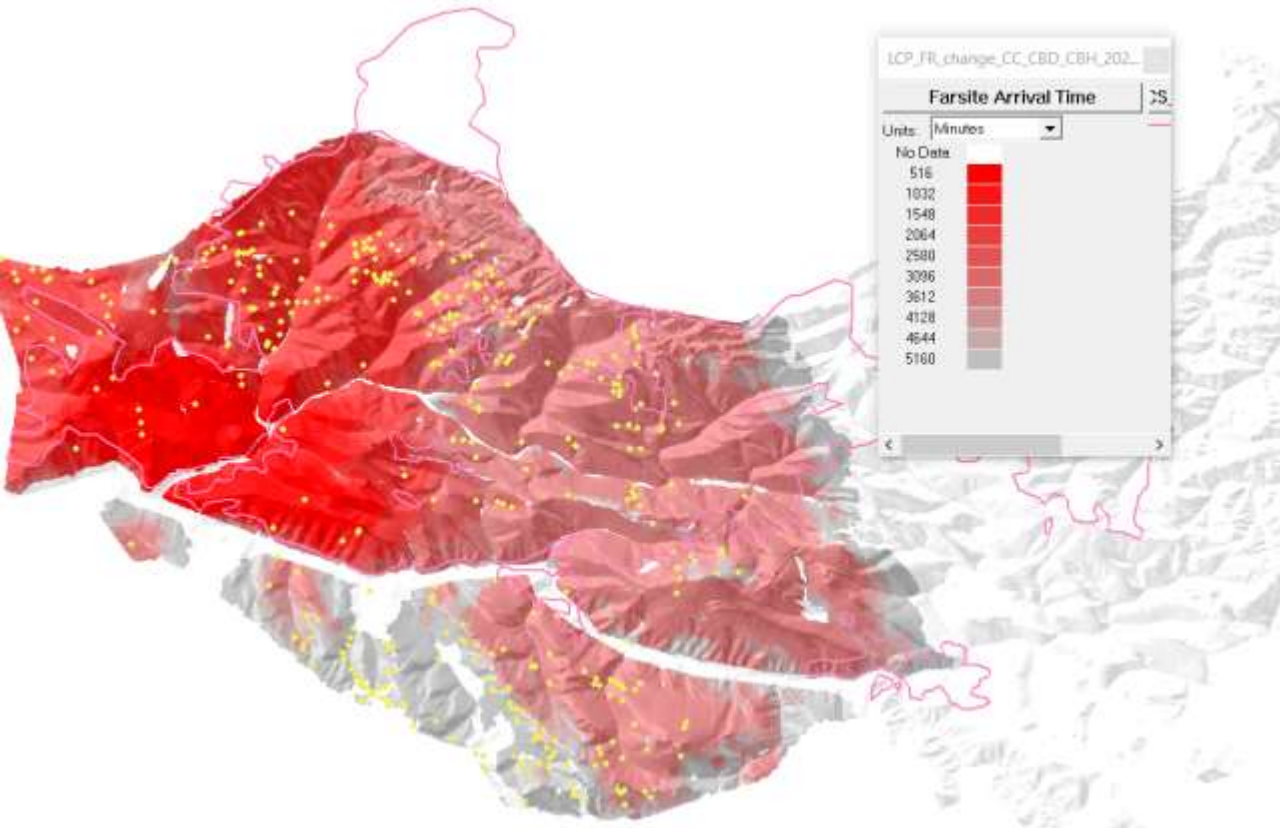 LCP_FR_change_CC_CBD_CBH_202...
Farsite Arrival Time
CS_
Units: Minutes
No Data
516
1032
1548
2064
2580
3096
3612
4128
4644
5160